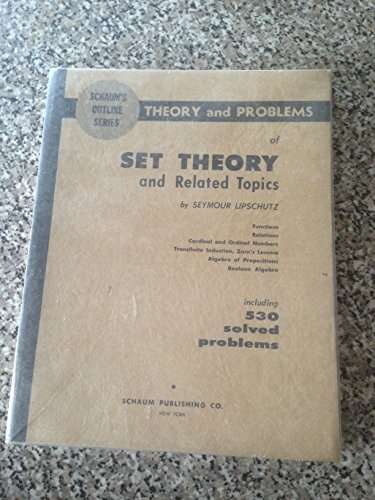 SCHAUM'S
OUTLINE
SERIES
THEORY and PROBLEMS
of
SET THEORY
and Related Topics
by SEYMOUR LIPSCHUTZ
Functions
Relations
Cardinal and Ordinal Numbers
Transfinite Induction, Zorn's Lemma
Algebra of Propositions
Boolean Algebra
including
530
solved
problems
SCHAUM PUBLISHING CO.
NEW YORK